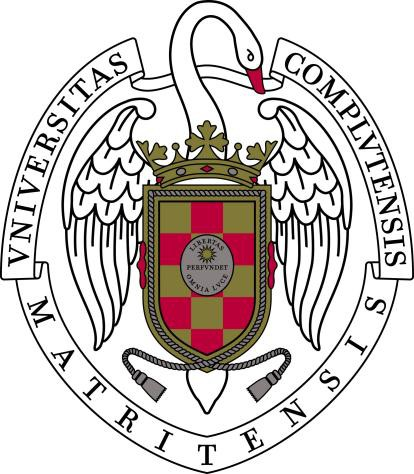 VNIVERSITAS
COMPLVTENSIS
MATRITENSIS
LIBERTAS
PERFVNDET
OMNIA LVCE